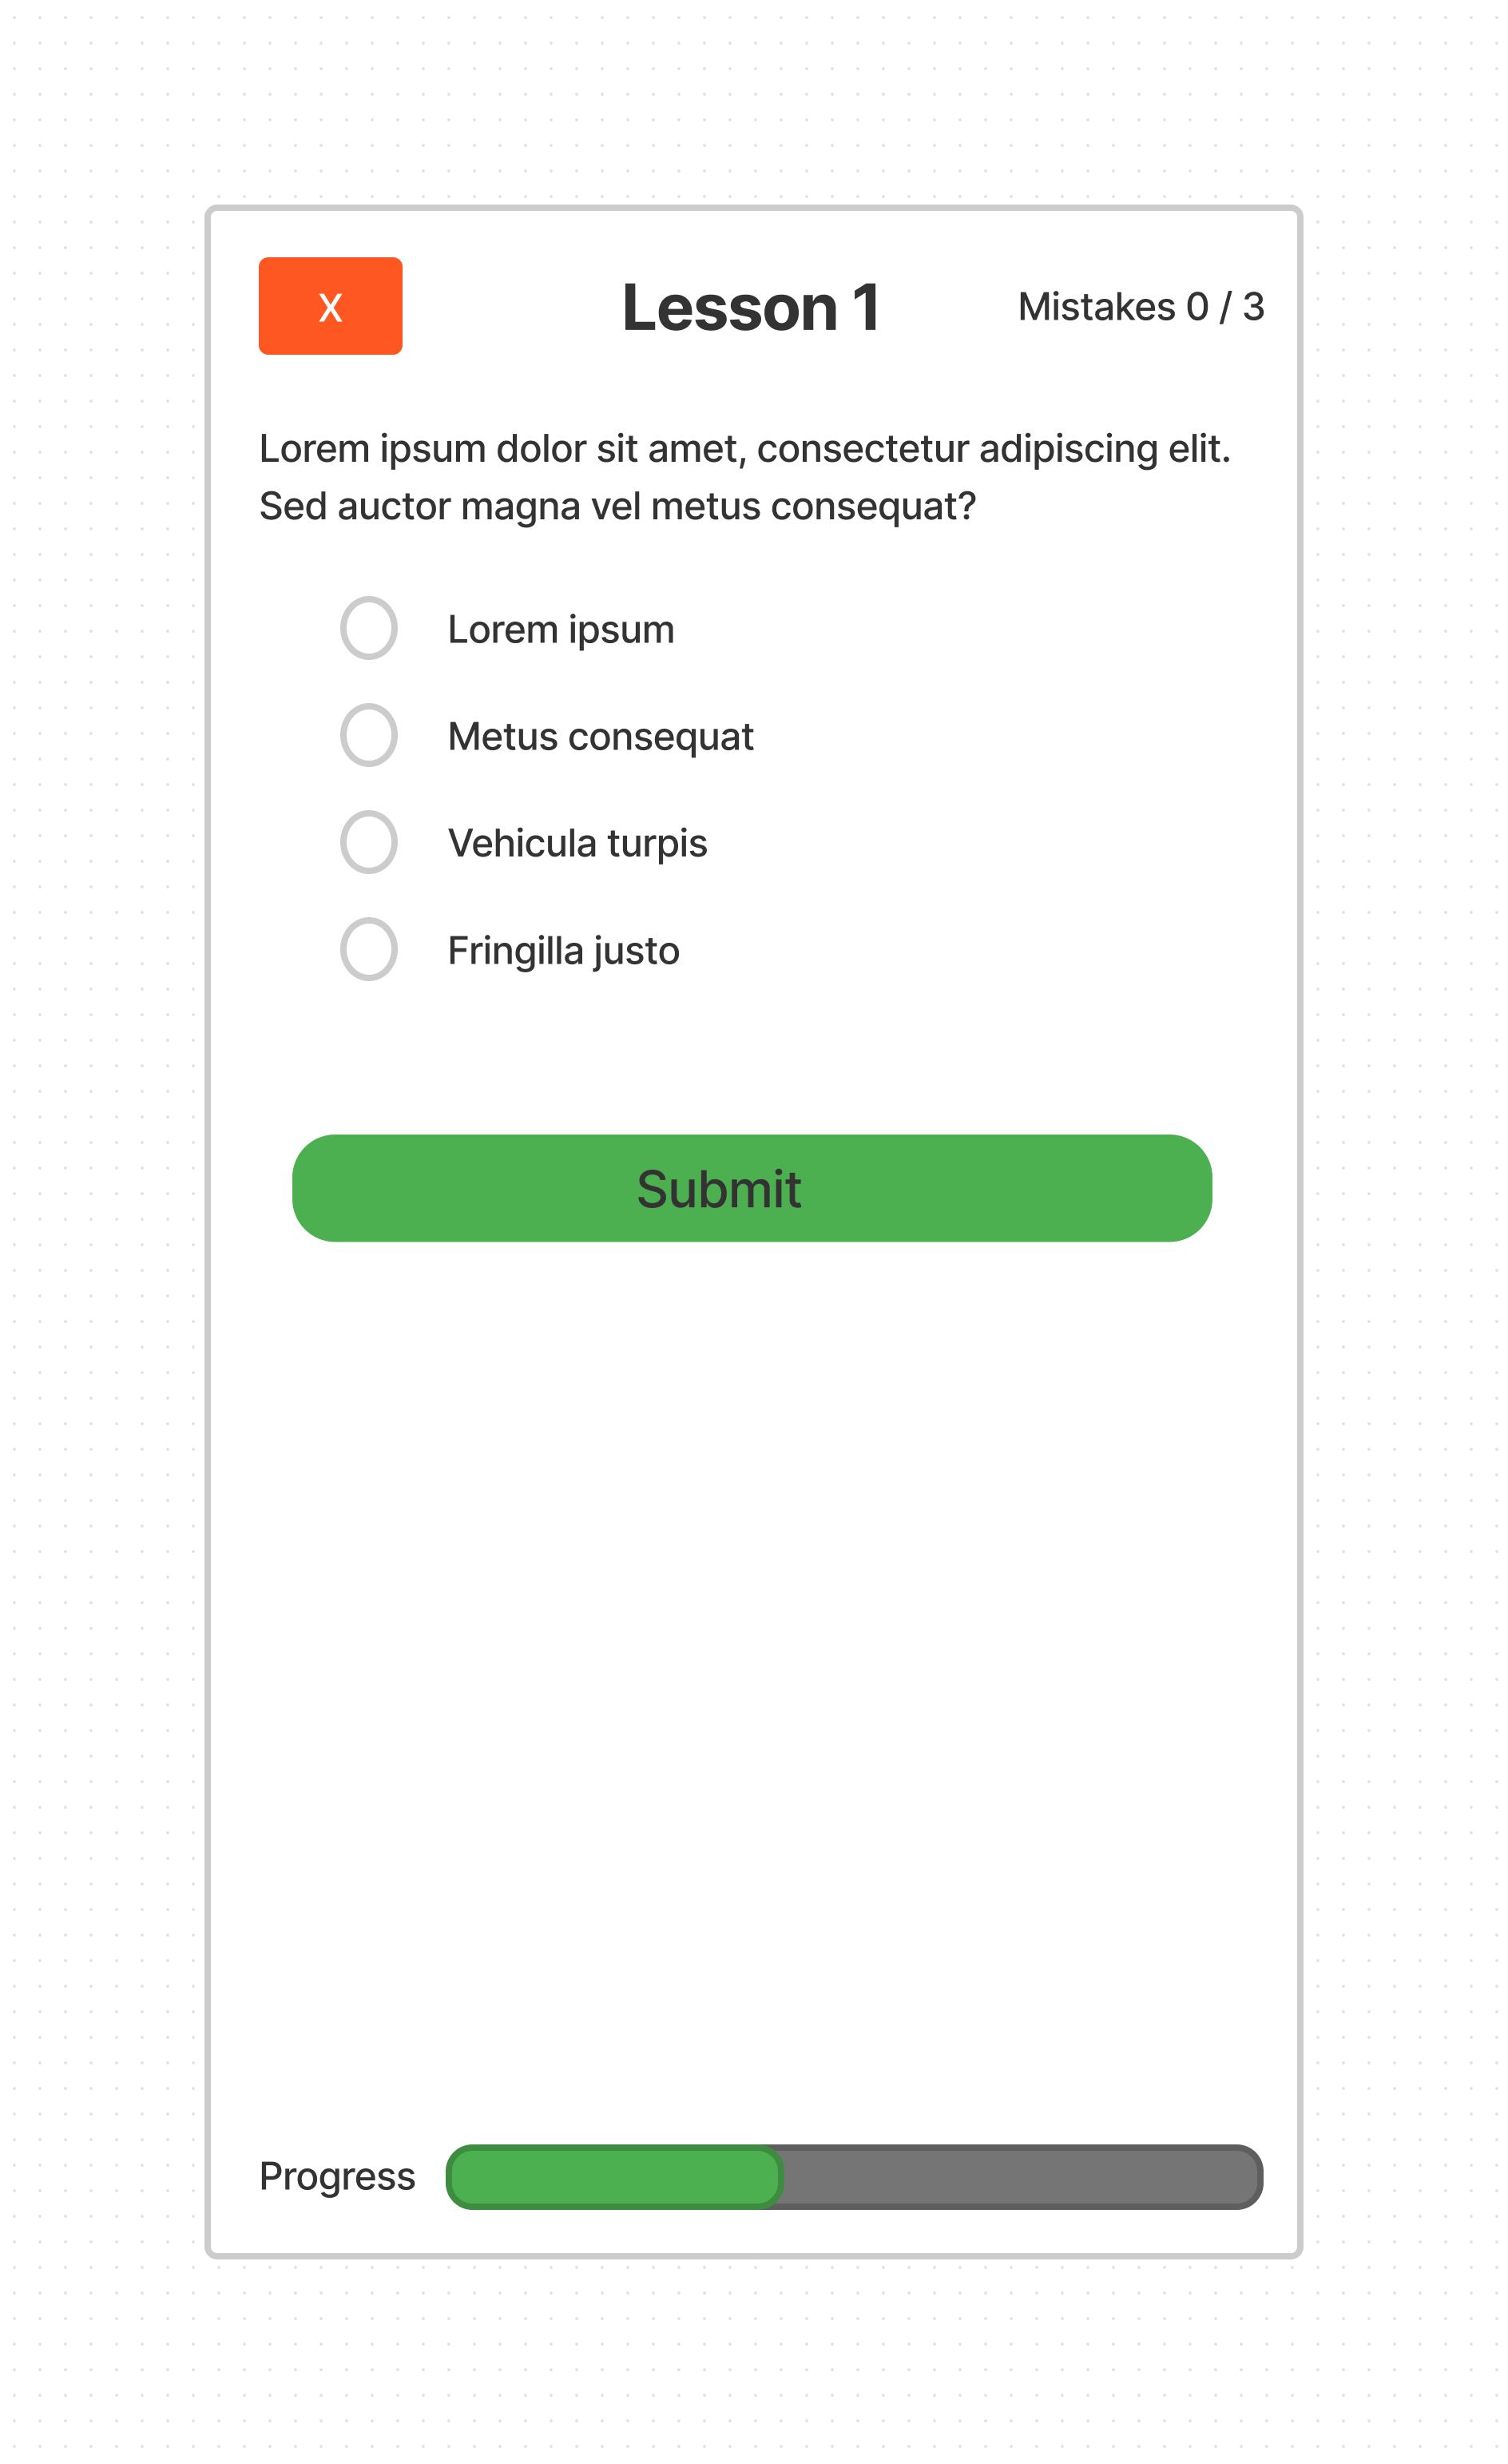 X
Lesson 1
Mistakes 0 / 3
Lorem ipsum dolor sit amet, consectetur adipiscing elit.
Sed auctor magna vel metus consequat?
Lorem ipsum
Metus consequat
Vehicula turpis
Fringilla justo
Submit
Progress